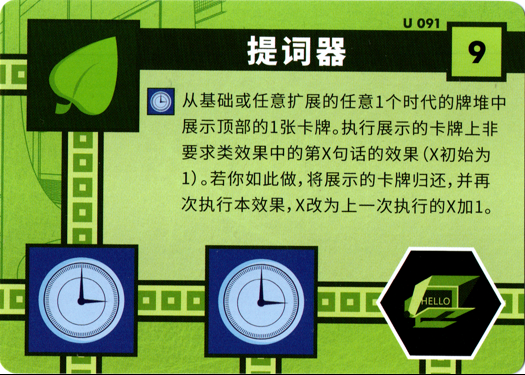 U 091
提词器
9
从基础或任意扩展的任意1个时代的牌堆中
展示顶部的1张卡牌。执行展示的卡牌上非
要求类效果中的第X句话的效果（X初始为
1）。若你如此做，将展示的卡牌归还，并再
次执行本效果，X改为上一次执行的X加1。
HELLO